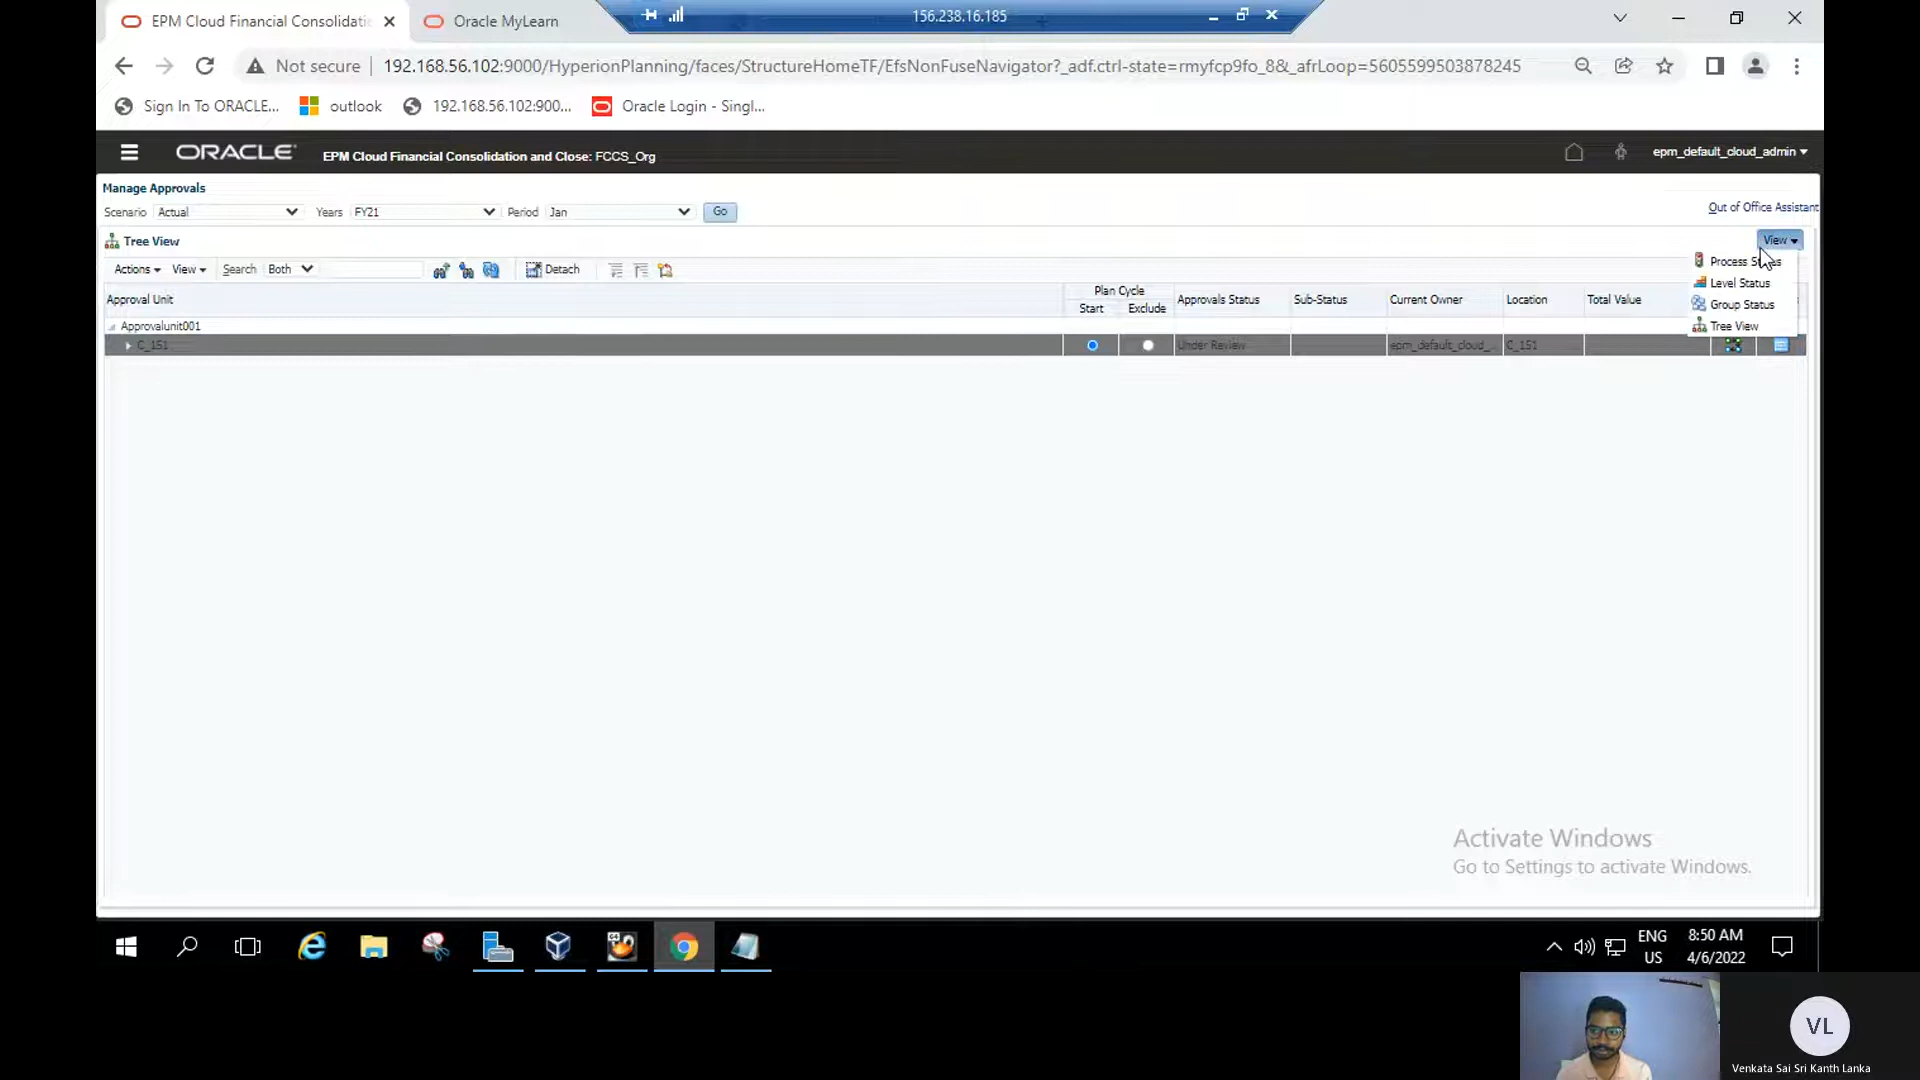 EPM Cloud Financial Consolidatio
Oracle MyLearn
156.238.16.185
Not secure
192.168.56.102:9000/HyperionPlanning/faces/StructureHomeTF/EfsNonFuseNavigator?_adf.ctrl-state=rmyfcp9fo_8&_afrLoop=5605599503878245
Sign In To ORACLE...
outlook
192.168.56.102:900...
Oracle Login - Singl...
ORACLE
EPM Cloud Financial Consolidation and Close: FCCS_Org
epm_default_cloud_admin
Manage Approvals
Scenario Actual Years FY21 Period Jan Go
Out of Office Assistant
Tree View
View
Actions View Search Both Detach
Process
Level Status
Group Status
Tree View
Approval Unit
Plan Cycle
Start Exclude
Approvals Status
Sub-Status
Current Owner
Location
Total Value
Approvalunit001
C_151 Under Review epm_default_cloud_... C_151
Activate Windows
Go to Settings to activate Windows.
ENG
US
8:50 AM
4/6/2022
VL
Venkata Sai Sri Kanth Lanka